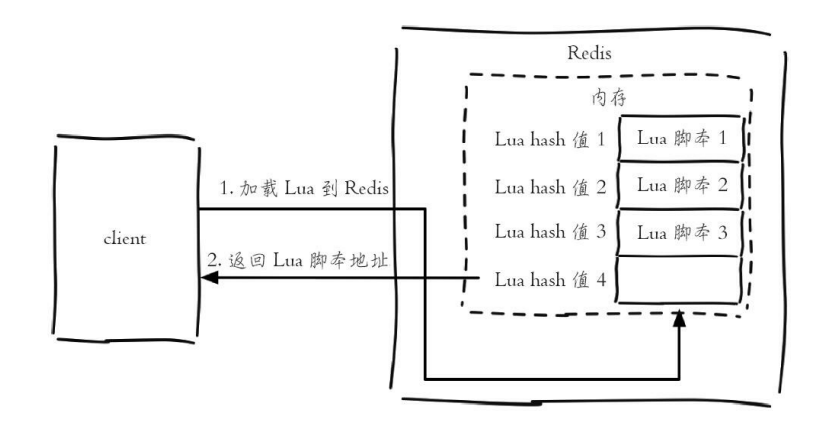 Redis
内存
Lua hash 值 1
Lua 脚本 1
Lua hash 值 2
Lua 脚本 2
Lua hash 值 3
Lua 脚本 3
Lua hash 值 4
client
1. 加载 Lua 到 Redis
2. 返回 Lua 脚本地址